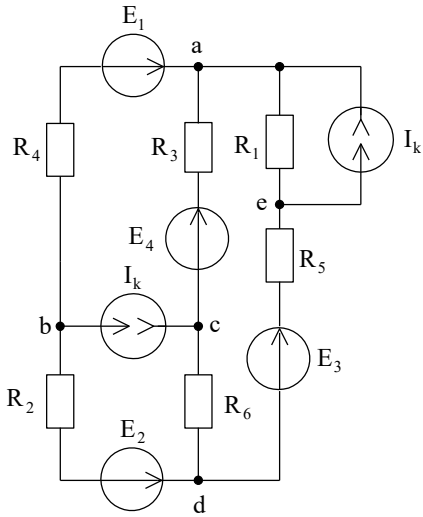 E₁
a
R₄
R₃
R₁
Iₖ
e
E₄
R₅
Iₖ
b
c
E₃
R₂
R₆
E₂
d